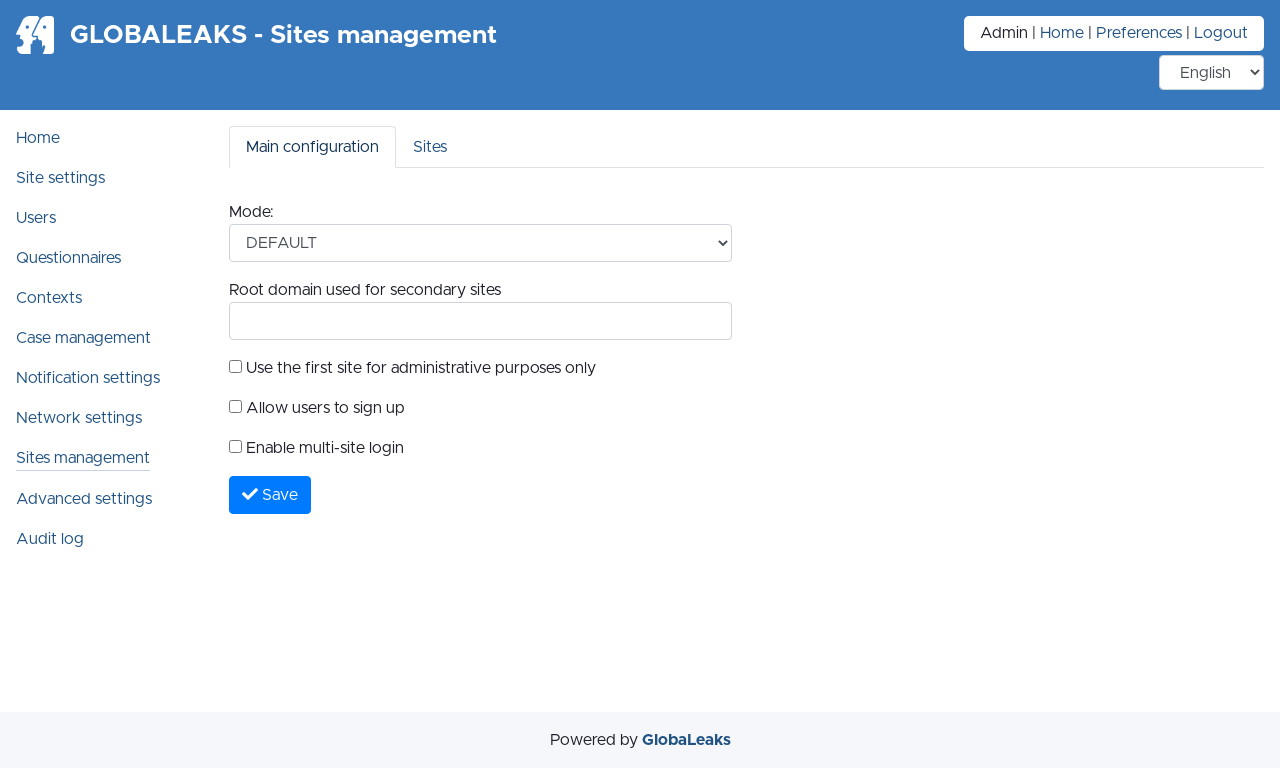 GLOBALEAKS - Sites management
Admin | Home | Preferences | Logout
English
Home
Site settings
Users
Questionnaires
Contexts
Case management
Notification settings
Network settings
Sites management
Advanced settings
Audit log
Main configuration
Sites
Mode:
DEFAULT
Root domain used for secondary sites
Use the first site for administrative purposes only
Allow users to sign up
Enable multi-site login
Save
Powered by GlobaLeaks